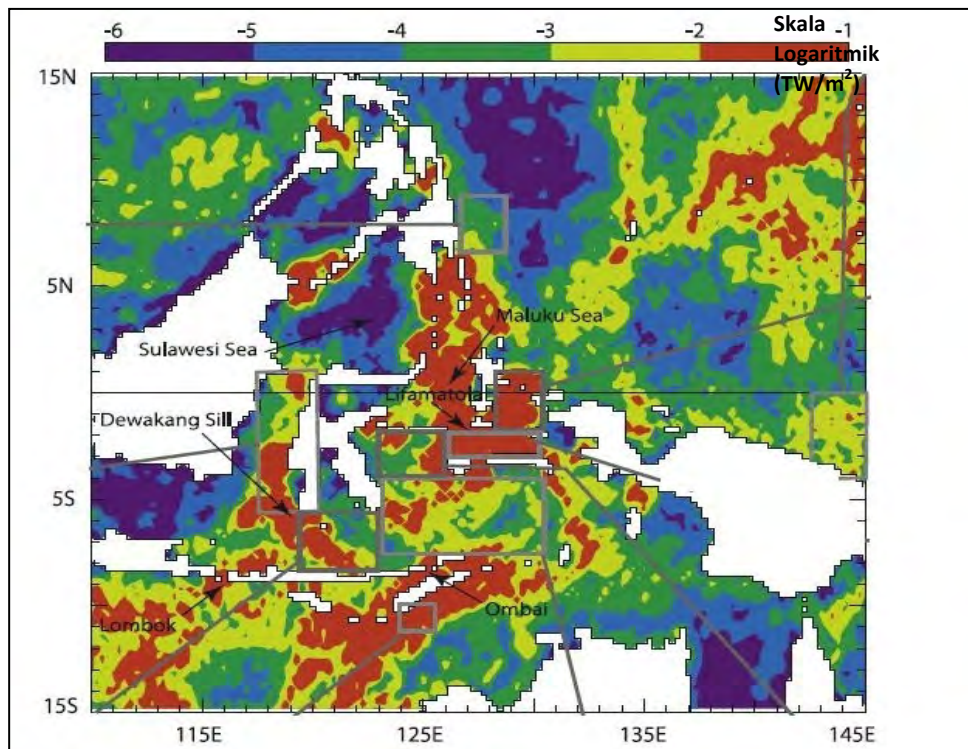 -6 -5 -4 -3 -2 -1
Skala
Logaritmik
(TW/m²)
15N
5N
Maluku Sea
Sulawesi Sea
Lifamatola
Dewakang Sill
5S
Ombai
Lombok
15S
115E 125E 135E 145E